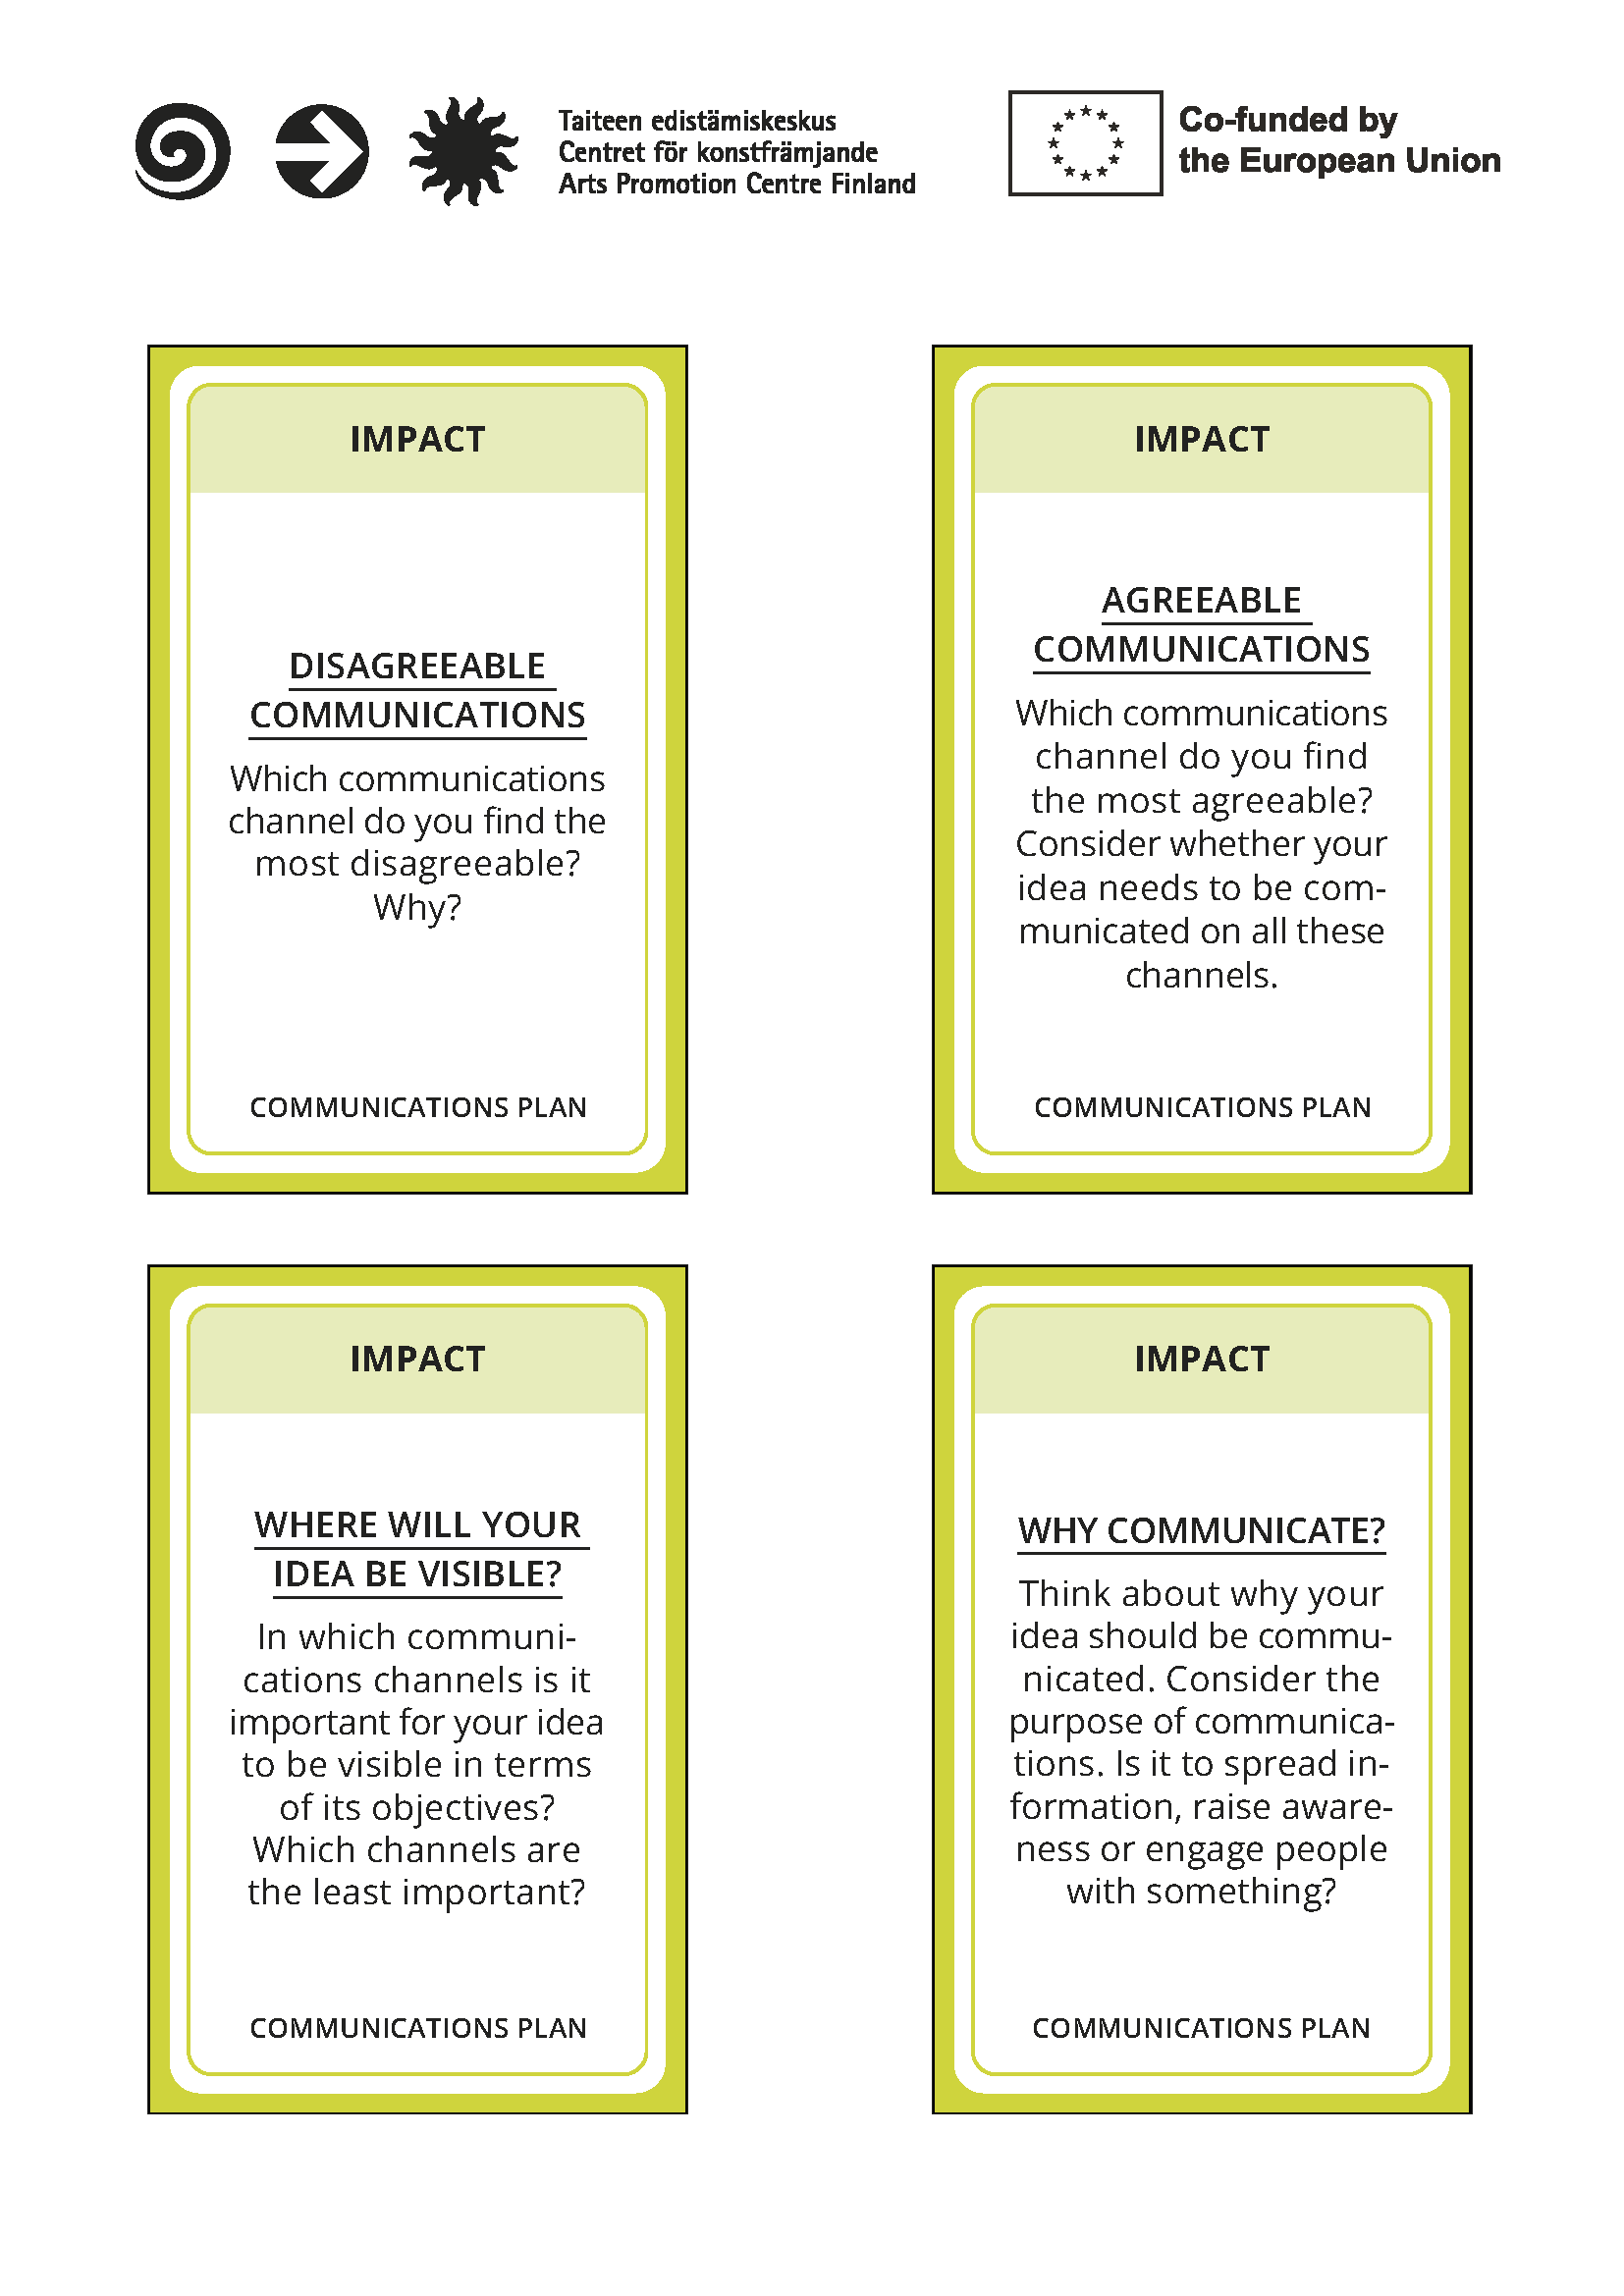 Taiteen edistämiskeskus
Centret för konstfrämjande
Arts Promotion Centre Finland
Co-funded by
the European Union
IMPACT
DISAGREEABLE
COMMUNICATIONS
Which communications
channel do you find the
most disagreeable?
Why?
COMMUNICATIONS PLAN
IMPACT
AGREEABLE
COMMUNICATIONS
Which communications
channel do you find
the most agreeable?
Consider whether your
idea needs to be com-
municated on all these
channels.
COMMUNICATIONS PLAN
IMPACT
WHERE WILL YOUR
IDEA BE VISIBLE?
In which communi-
cations channels is it
important for your idea
to be visible in terms
of its objectives?
Which channels are
the least important?
COMMUNICATIONS PLAN
IMPACT
WHY COMMUNICATE?
Think about why your
idea should be commu-
nicated. Consider the
purpose of communica-
tions. Is it to spread in-
formation, raise aware-
ness or engage people
with something?
COMMUNICATIONS PLAN